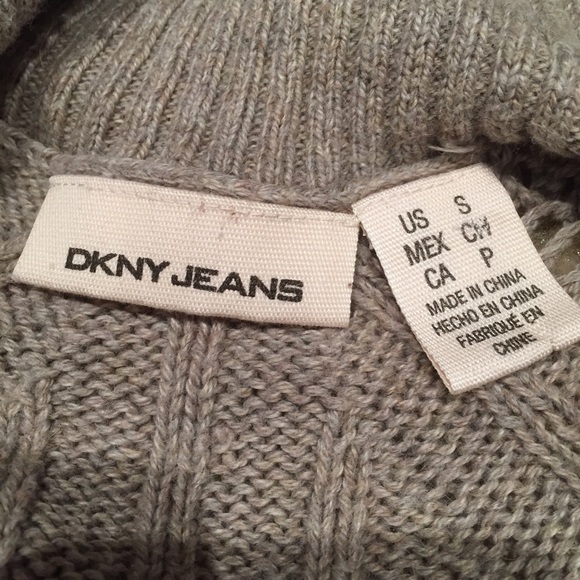 DKNY JEANS
US S
MEX CH
CA P
MADE IN CHINA
HECHO EN CHINA
FABRIQUÉ EN
CHINE